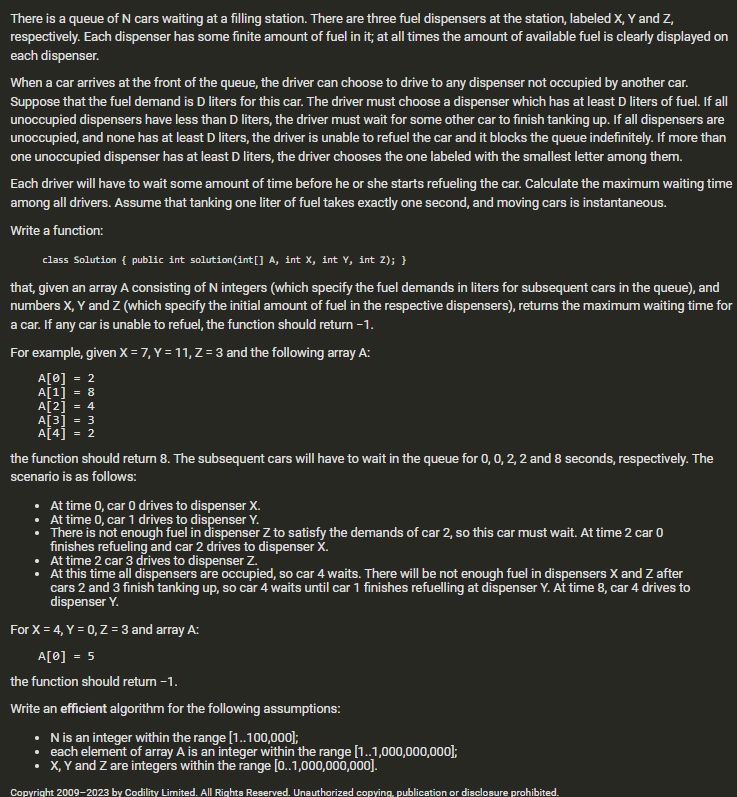 There is a queue of N cars waiting at a filling station. There are three fuel dispensers at the station, labeled X, Y and Z,
respectively. Each dispenser has some finite amount of fuel in it; at all times the amount of available fuel is clearly displayed on
each dispenser.
When a car arrives at the front of the queue, the driver can choose to drive to any dispenser not occupied by another car.
Suppose that the fuel demand is D liters for this car. The driver must choose a dispenser which has at least D liters of fuel. If all
unoccupied dispensers have less than D liters, the driver must wait for some other car to finish tanking up. If all dispensers are
unoccupied, and none has at least D liters, the driver is unable to refuel the car and it blocks the queue indefinitely. If more than
one unoccupied dispenser has at least D liters, the driver chooses the one labeled with the smallest letter among them.
Each driver will have to wait some amount of time before he or she starts refueling the car. Calculate the maximum waiting time
among all drivers. Assume that tanking one liter of fuel takes exactly one second, and moving cars is instantaneous.
Write a function:
class Solution { public int solution(int[] A, int X, int Y, int Z); }
that, given an array A consisting of N integers (which specify the fuel demands in liters for subsequent cars in the queue), and
numbers X, Y and Z (which specify the initial amount of fuel in the respective dispensers), returns the maximum waiting time for
a car. If any car is unable to refuel, the function should return −1.
For example, given X = 7, Y = 11, Z = 3 and the following array A:
A[0] = 2
A[1] = 8
A[2] = 4
A[3] = 3
A[4] = 2
the function should return 8. The subsequent cars will have to wait in the queue for 0, 0, 2, 2 and 8 seconds, respectively. The
scenario is as follows:
• At time 0, car 0 drives to dispenser X.
• At time 0, car 1 drives to dispenser Y.
• There is not enough fuel in dispenser Z to satisfy the demands of car 2, so this car must wait. At time 2 car 0
finishes refueling and car 2 drives to dispenser X.
• At time 2 car 3 drives to dispenser Z.
• At this time all dispensers are occupied, so car 4 waits. There will be not enough fuel in dispensers X and Z after
cars 2 and 3 finish tanking up, so car 4 waits until car 1 finishes refuelling at dispenser Y. At time 8, car 4 drives to
dispenser Y.
For X = 4, Y = 0, Z = 3 and array A:
A[0] = 5
the function should return −1.
Write an efficient algorithm for the following assumptions:
• N is an integer within the range [1..100,000];
• each element of array A is an integer within the range [1..1,000,000,000];
• X, Y and Z are integers within the range [0..1,000,000,000].
Copyright 2009–2023 by Codility Limited. All Rights Reserved. Unauthorized copying, publication or disclosure prohibited.